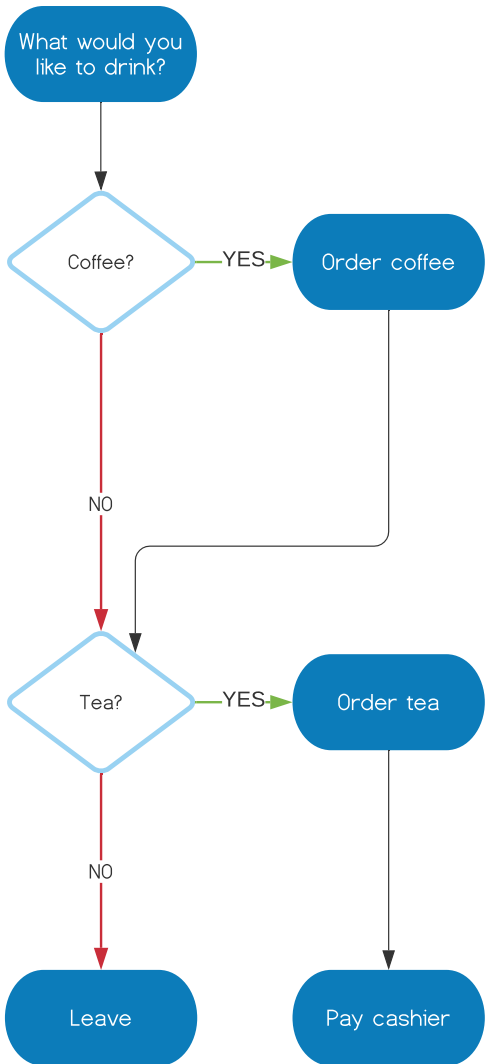 What would you
like to drink?
Coffee?
YES
Order coffee
NO
Tea?
YES
Order tea
NO
Leave
Pay cashier